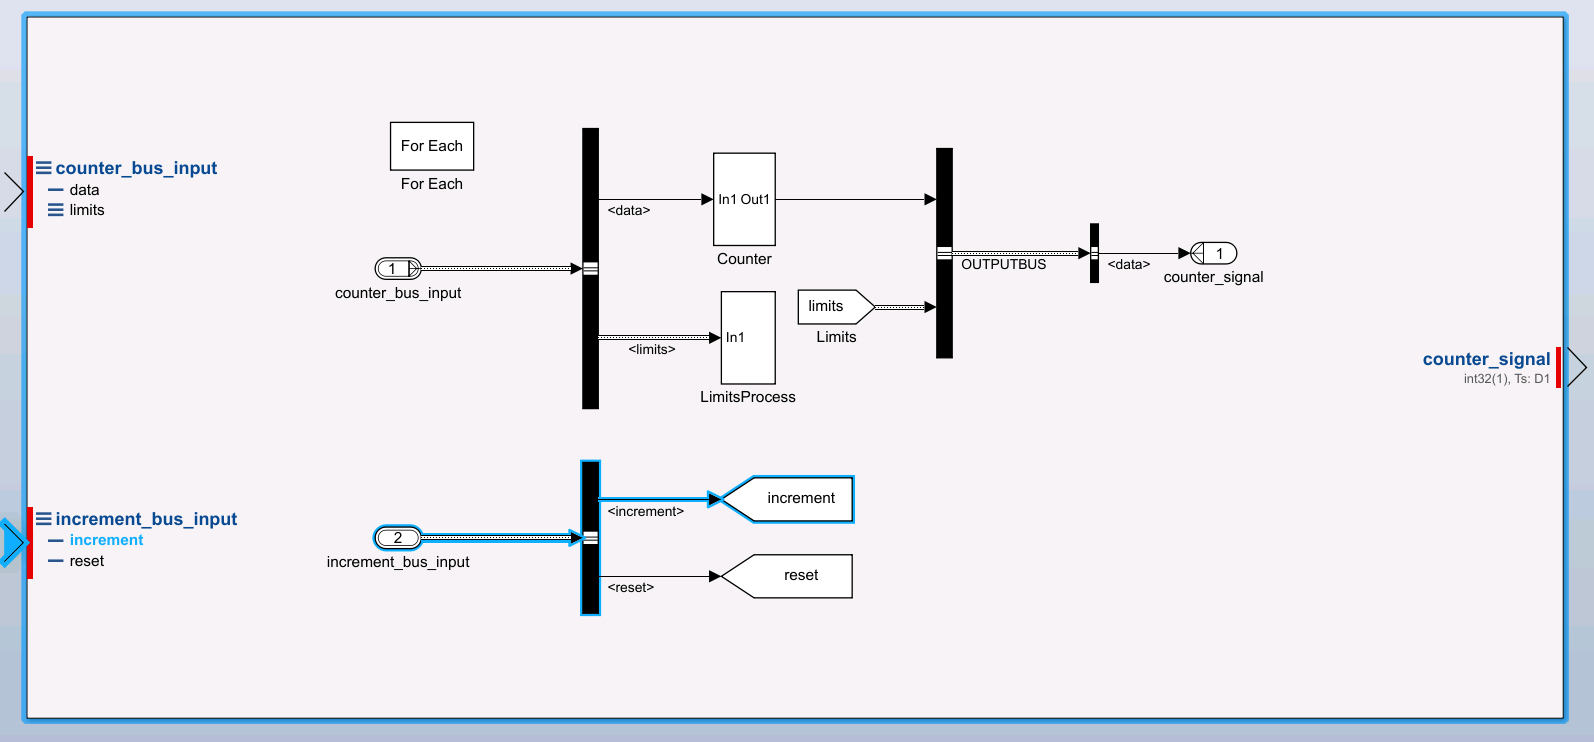 counter_bus_input
data
limits
For Each
For Each
1
counter_bus_input
<data>
In1 Out1
Counter
<limits>
In1
LimitsProcess
limits
Limits
OUTPUTBUS
<data>
1
counter_signal
counter_signal
int32(1), Ts: D1
increment_bus_input
increment
reset
2
increment_bus_input
<increment>
increment
<reset>
reset